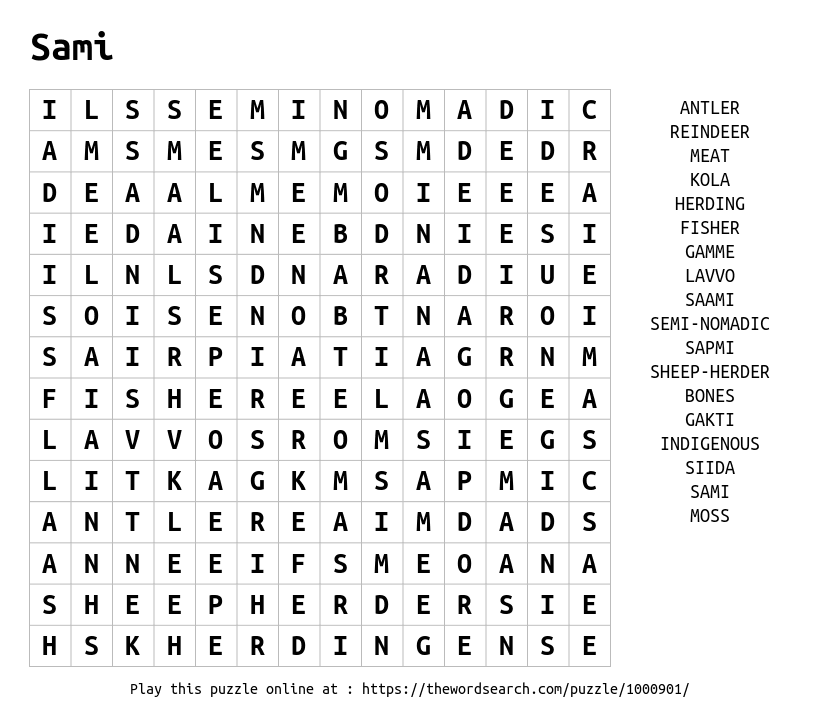 Sami
I L S S E M I N O M A D I C
A M S M E S M G S M D E D R
D E A A L M E M O I E E E A
I E D A I N E B D N I E S I
I L N L S D N A R A D I U E
S O I S E N O B T N A R O I
S A I R P I A T I A G R N M
F I S H E R E E L A O G E A
L A V V O S R O M S I E G S
L I T K A G K M S A P M I C
A N T L E R E A I M D A D S
A N N E E I F S M E O A N A
S H E E P H E R D E R S I E
H S K H E R D I N G E N S E
ANTLER
REINDEER
MEAT
KOLA
HERDING
FISHER
GAMME
LAVVO
SAAMI
SEMI-NOMADIC
SAPMI
SHEEP-HERDER
BONES
GAKTI
INDIGENOUS
SIIDA
SAMI
MOSS
Play this puzzle online at : https://thewordsearch.com/puzzle/1000901/